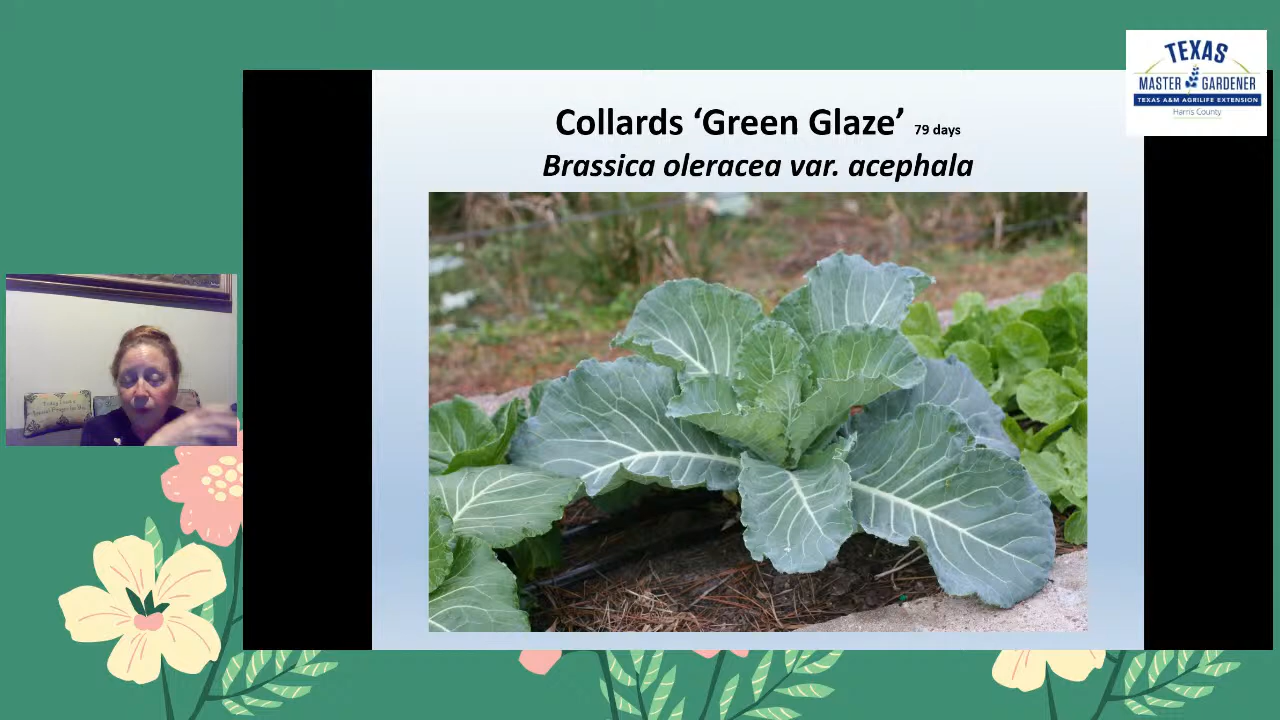 TEXAS
MASTER GARDENER
TEXAS A&M AGRILIFE EXTENSION
Harris County
Collards ‘Green Glaze’ 79 days
Brassica oleracea var. acephala